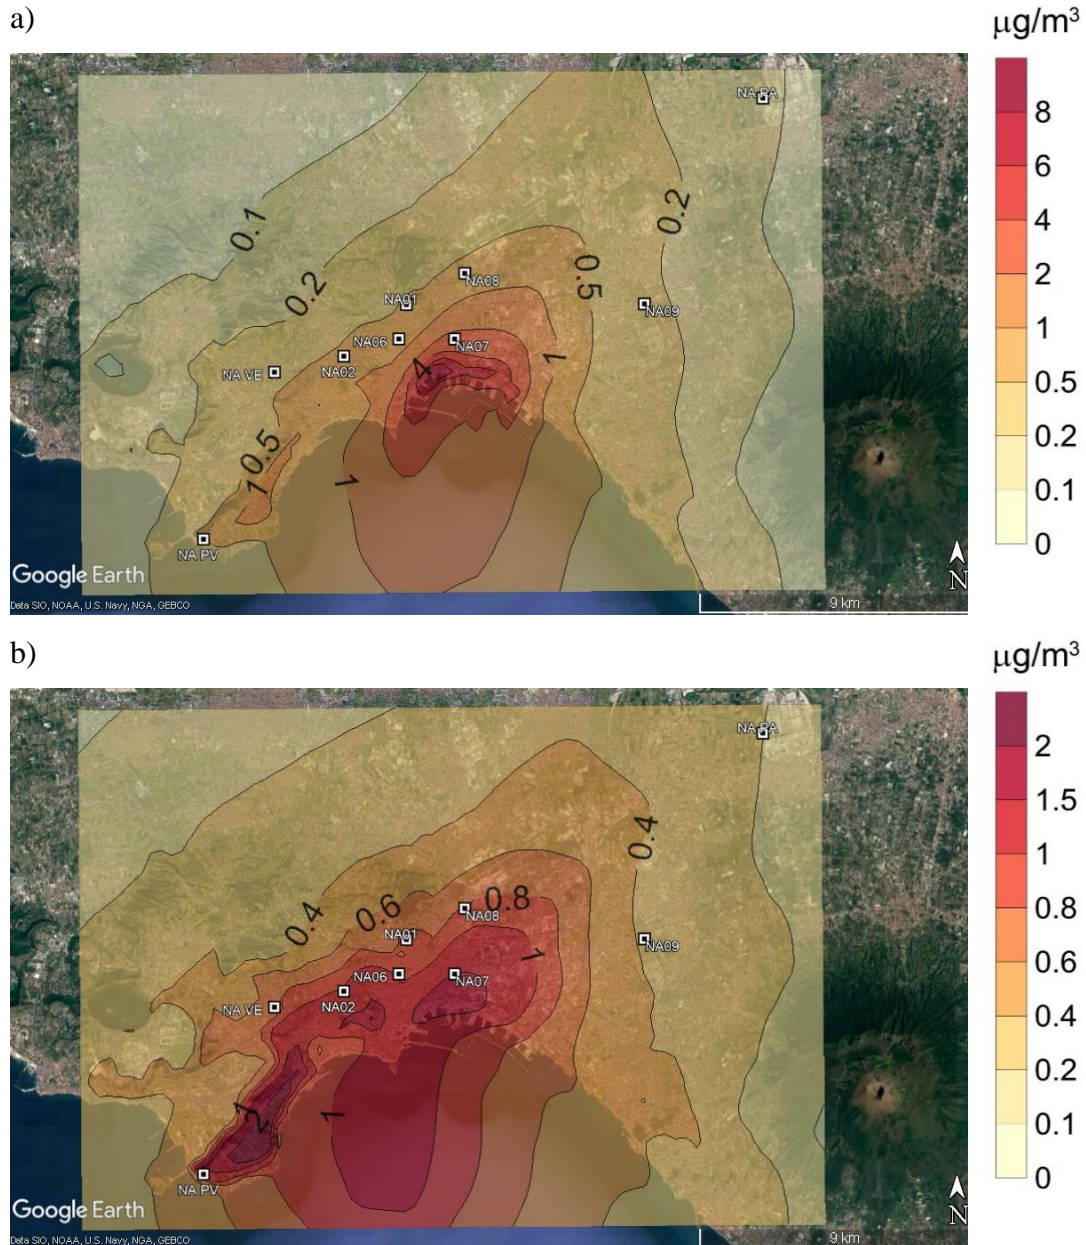 a)
μg/m³
8
6
4
2
1
0.5
0.2
0.1
0
NA PA
0.1
0.2
0.2
0.5
NA08
NA01
NA09
NA06
NA07
1
4
NA02
NA VE
0.5
1
1
NA PV
Google Earth
N
Data SIO, NOAA, U.S. Navy, NGA, GEBCO
9 km
b)
μg/m³
2
1.5
1
0.8
0.6
0.4
0.2
0.1
0
NA PA
0.4
0.4
0.6
0.8
NA08
NA01
NA09
1
NA06
NA07
NA02
NA VE
1
2
1
NA PV
Google Earth
N
Data SIO, NOAA, U.S. Navy, NGA, GEBCO
9 km